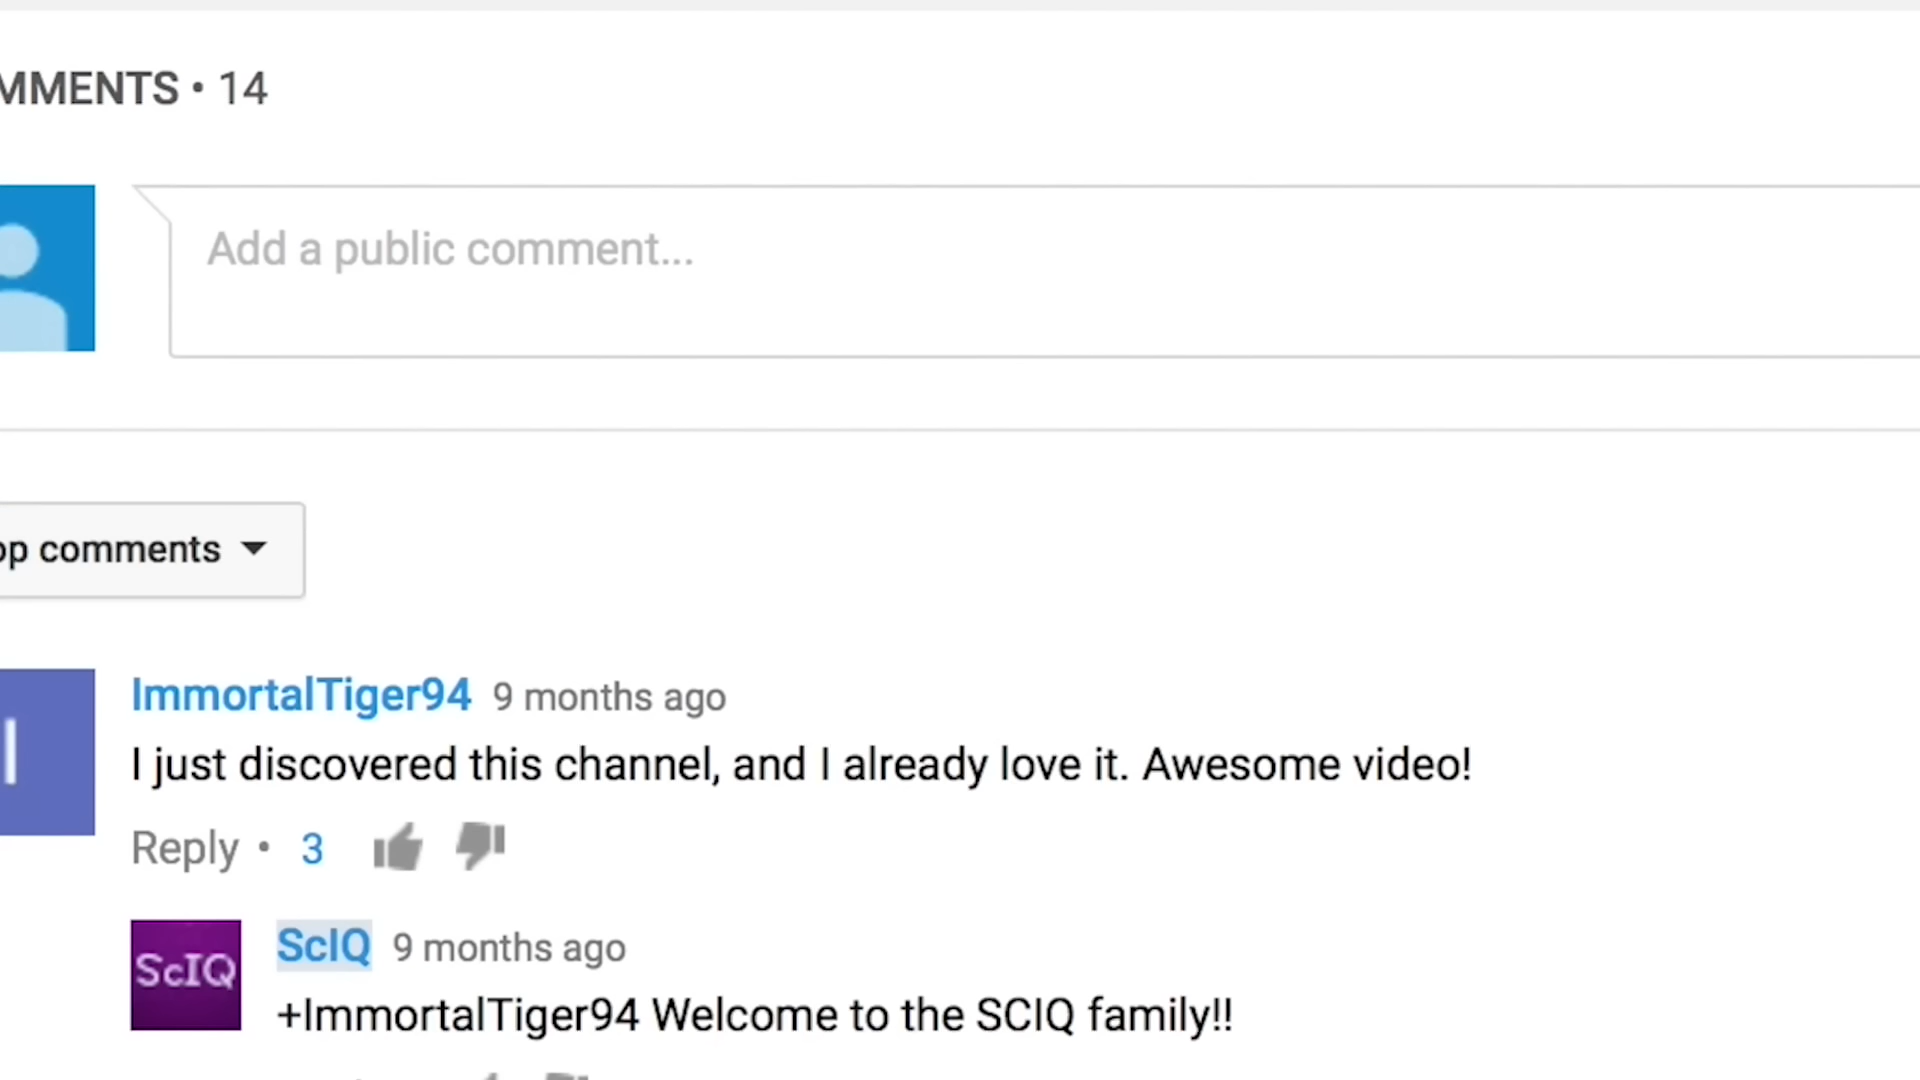 MMENTS • 14
Add a public comment...
op comments
I
ImmortalTiger94 9 months ago
I just discovered this channel, and I already love it. Awesome video!
Reply • 3
ScIQ
ScIQ 9 months ago
+ImmortalTiger94 Welcome to the SCIQ family!!